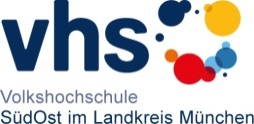 vhs
Volkshochschule
SüdOst im Landkreis München